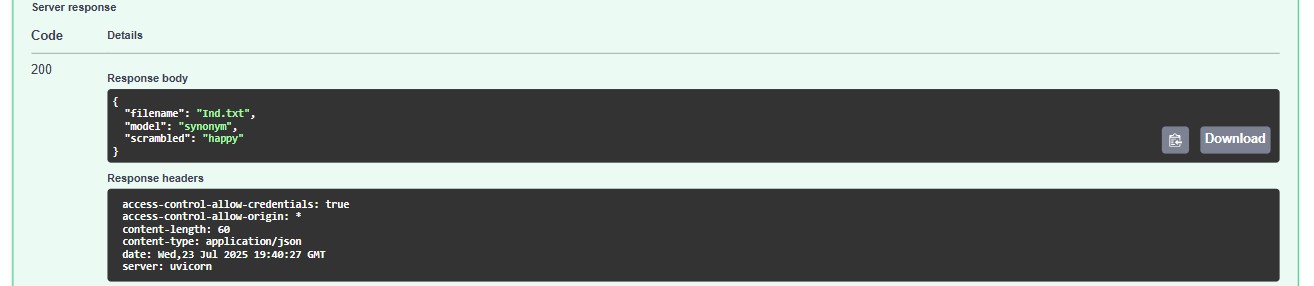 Server response
Code Details
200
Response body
{
"filename": "Ind.txt",
"model": "synonym",
"scrambled": "happy"
}
Download
Response headers
access-control-allow-credentials: true
access-control-allow-origin: *
content-length: 60
content-type: application/json
date: Wed,23 Jul 2025 19:40:27 GMT
server: uvicorn